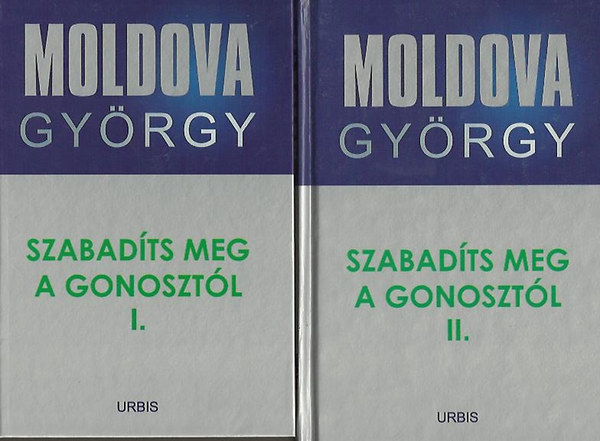 MOLDOVA
GYÖRGY
SZABADÍTS MEG
A GONOSZTÓL
I.
URBIS
MOLDOVA
GYÖRGY
SZABADÍTS MEG
A GONOSZTÓL
II.
URBIS